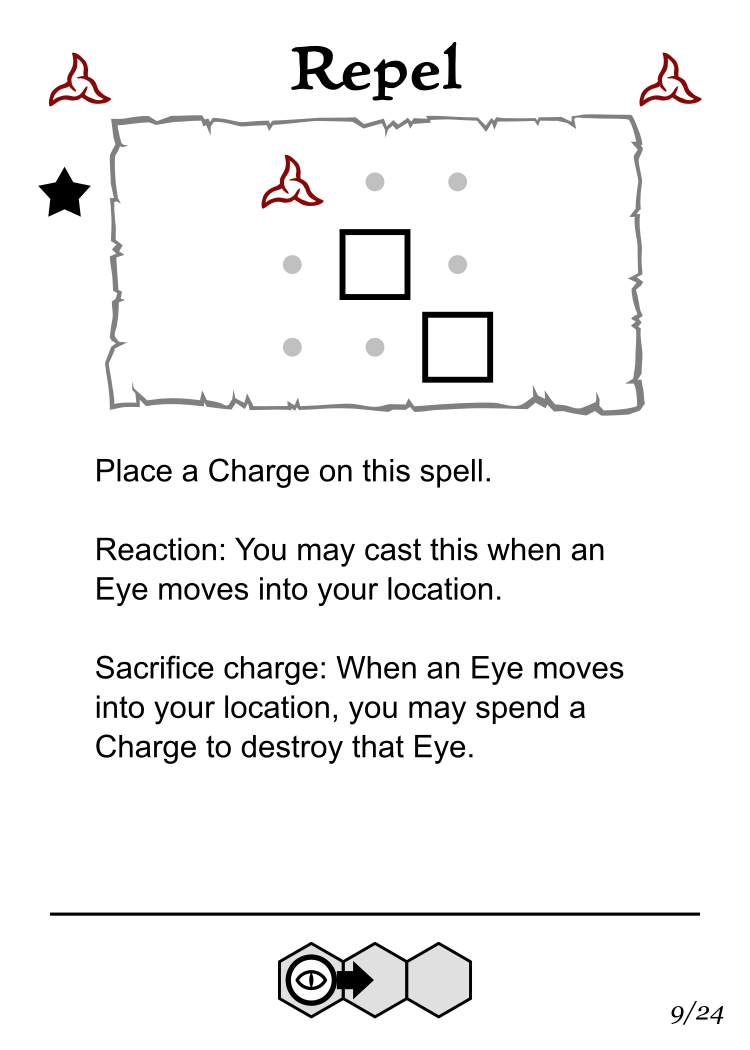 Repel
Place a Charge on this spell.
Reaction: You may cast this when an
Eye moves into your location.
Sacrifice charge: When an Eye moves
into your location, you may spend a
Charge to destroy that Eye.
9/24